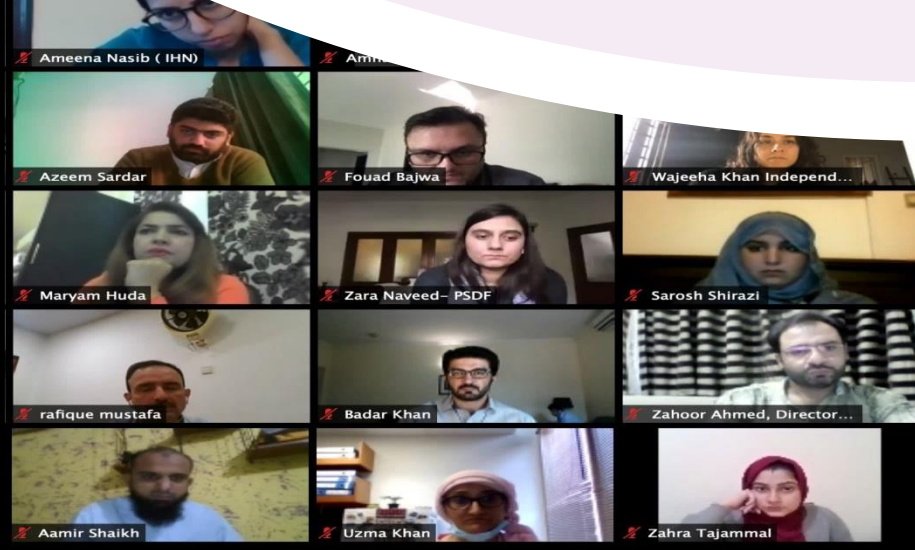 Ameena Nasib ( IHN)
Azeem Sardar
Fouad Bajwa
Wajeeha Khan Independ...
Maryam Huda
Zara Naveed– PSDF
Sarosh Shirazi
rafique mustafa
Badar Khan
Zahoor Ahmed, Director...
Aamir Shaikh
Uzma Khan
Zahra Tajammal